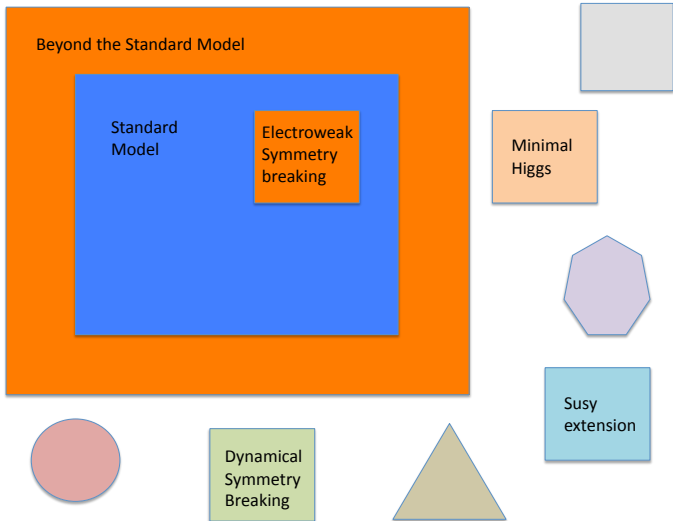 Beyond the Standard Model
Standard
Model
Electroweak
Symmetry
breaking
Minimal
Higgs
Susy
extension
Dynamical
Symmetry
Breaking